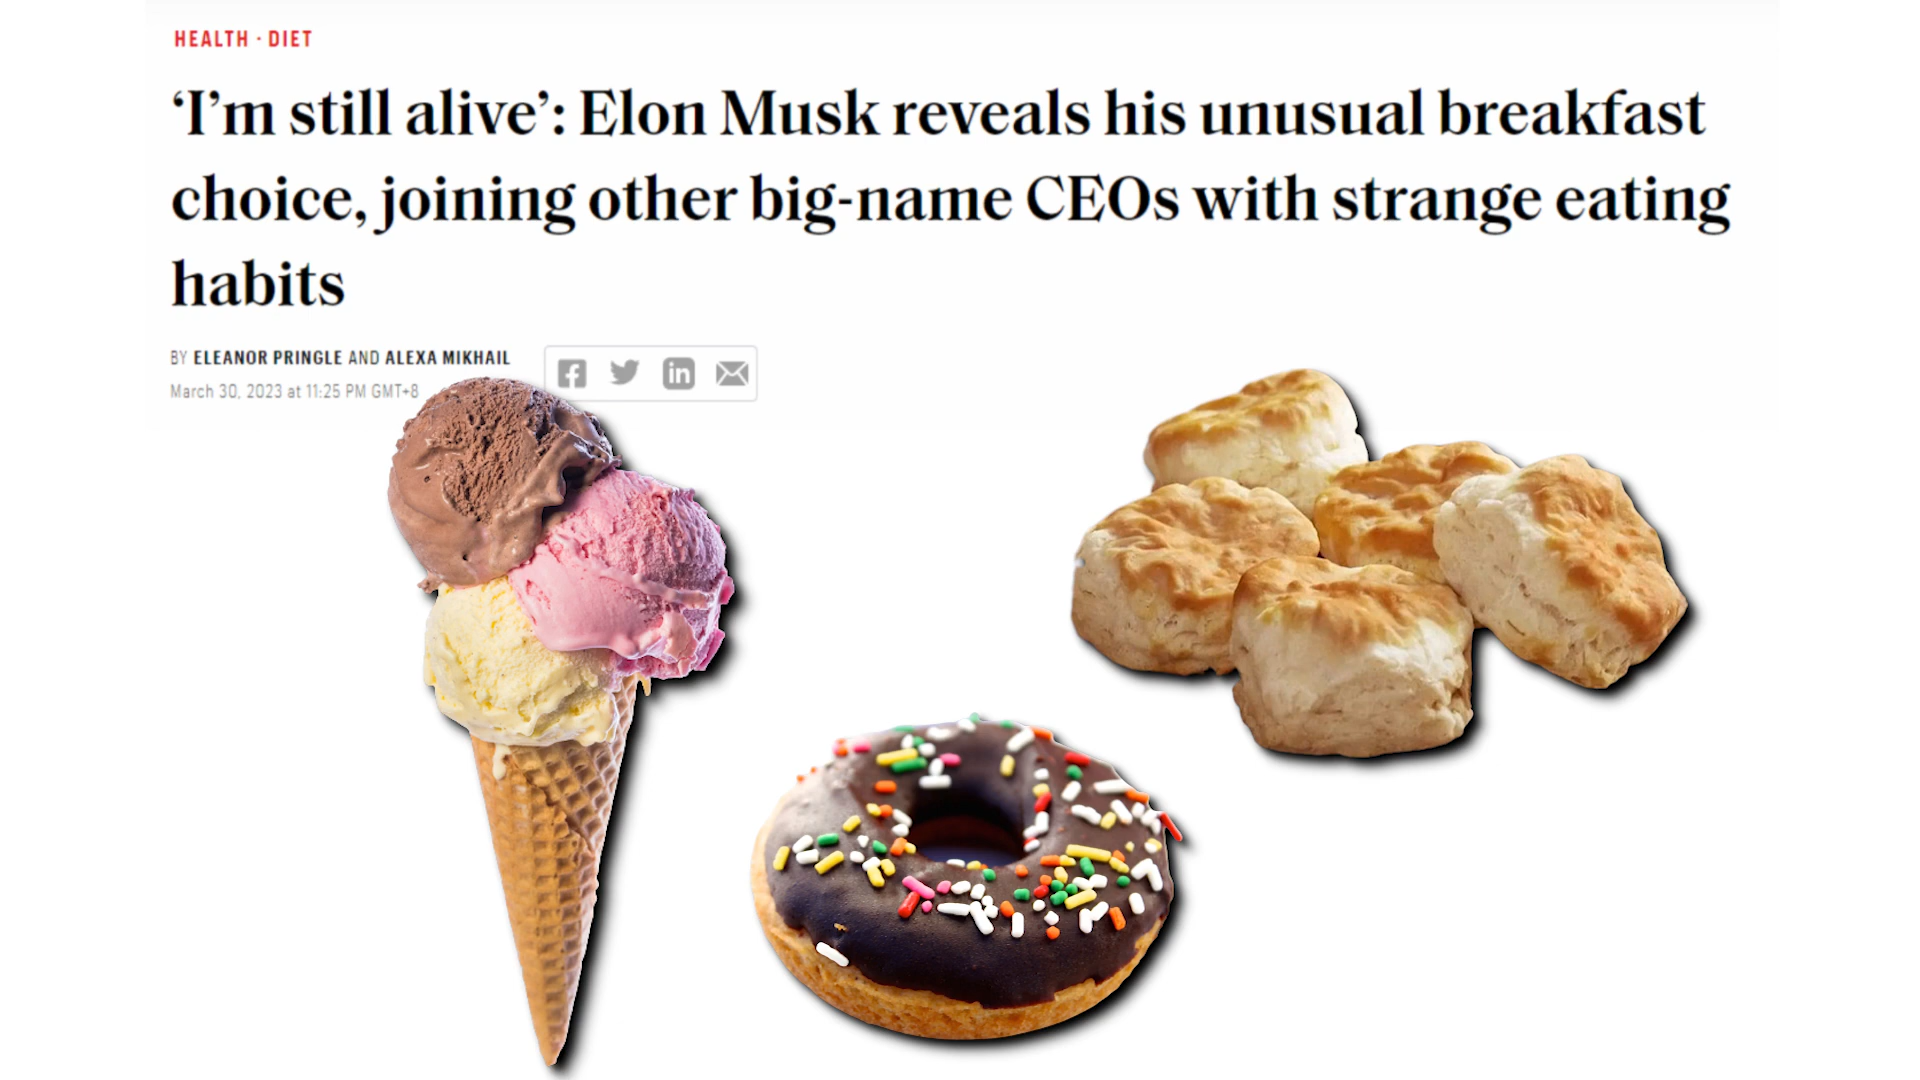 HEALTH · DIET
‘I’m still alive’: Elon Musk reveals his unusual breakfast
choice, joining other big-name CEOs with strange eating
habits
BY ELEANOR PRINGLE AND ALEXA MIKHAIL
March 30, 2023 at 11:25 PM GMT+8